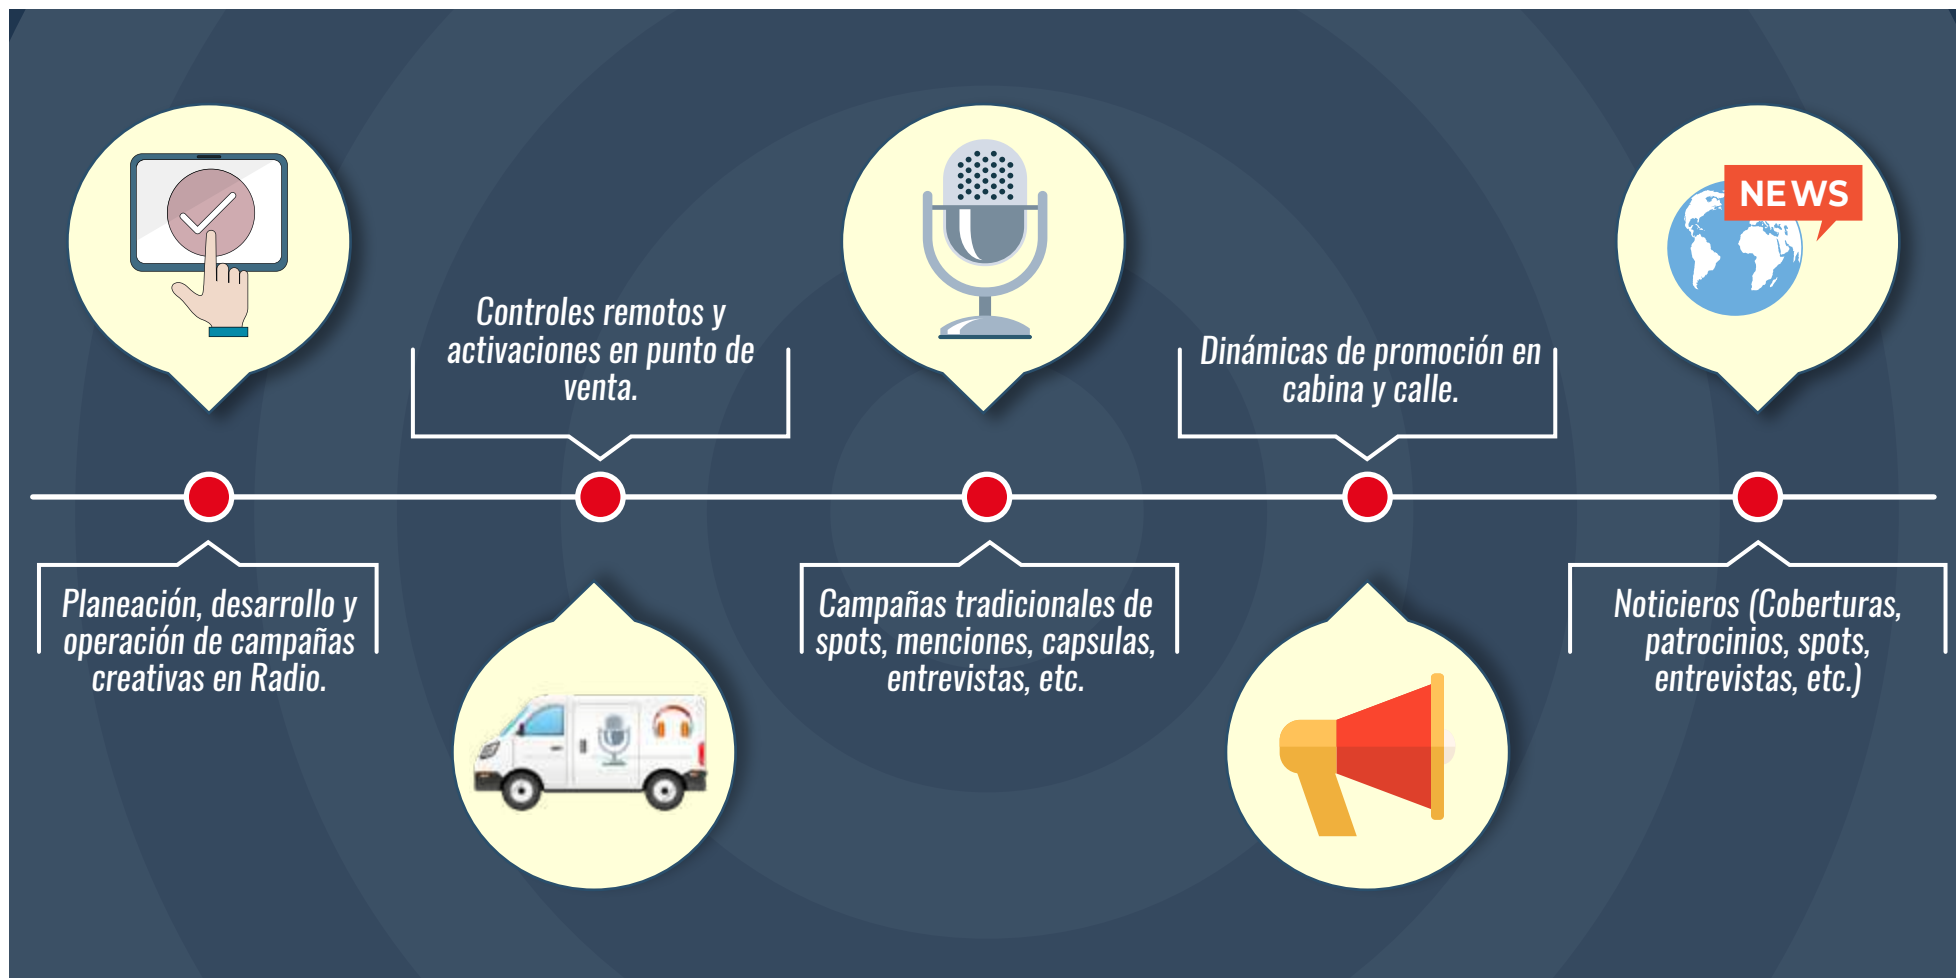 NEWS
Controles remotos y
activaciones en punto de
venta.
Dinámicas de promoción en
cabina y calle.
Planeación, desarrollo y
operación de campañas
creativas en Radio.
Campañas tradicionales de
spots, menciones, capsulas,
entrevistas, etc.
Noticieros (Coberturas,
patrocinios, spots,
entrevistas, etc.)